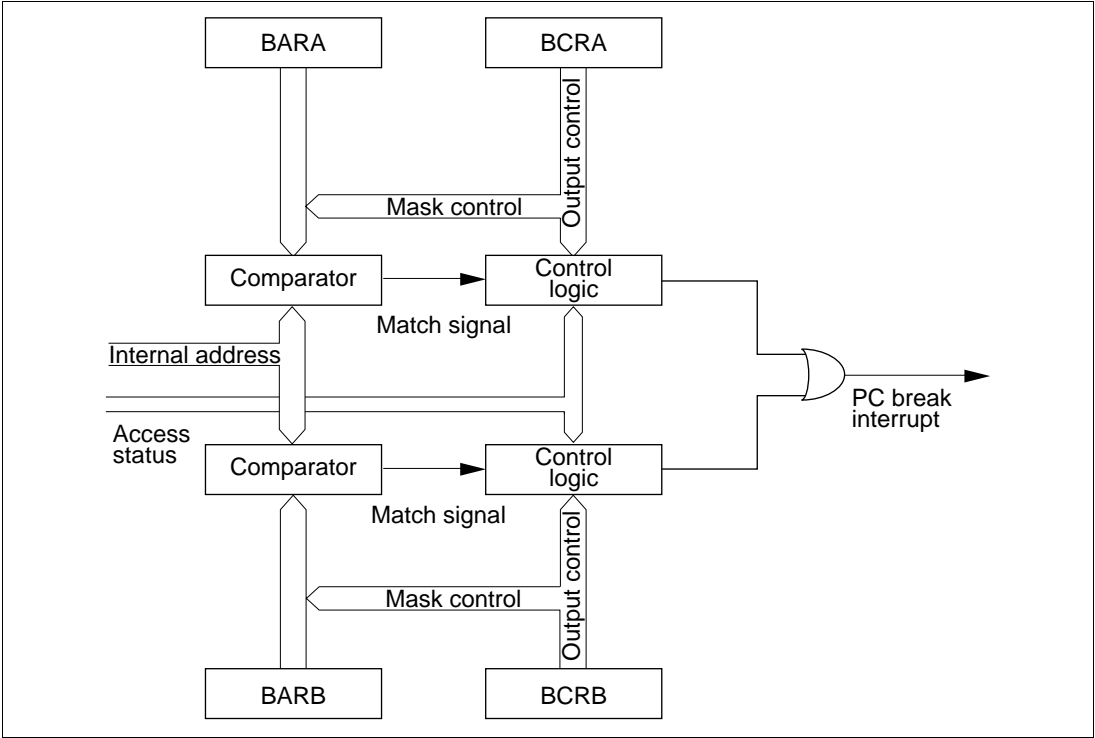 BARA
BCRA
Output control
Mask control
Comparator
Control
logic
Match signal
Internal address
Access
status
PC break
interrupt
Comparator
Control
logic
Match signal
Output control
Mask control
BARB
BCRB